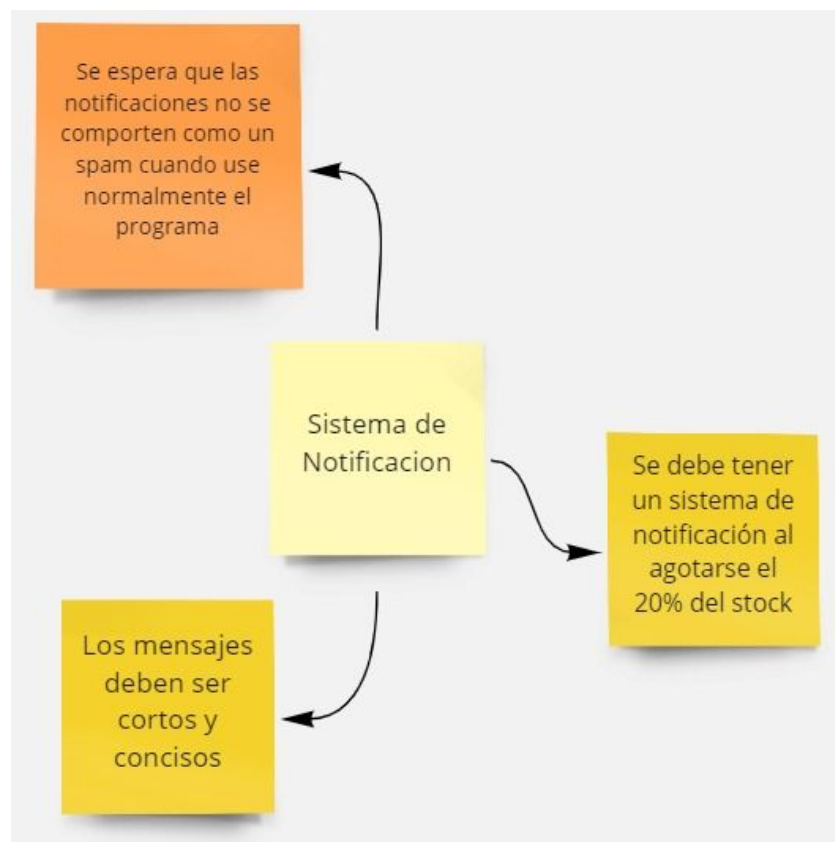 Se espera que las
notificaciones no se
comporten como un
spam cuando use
normalmente el
programa
Sistema de
Notificacion
Se debe tener
un sistema de
notificación al
agotarse el
20% del stock
Los mensajes
deben ser
cortos y
concisos